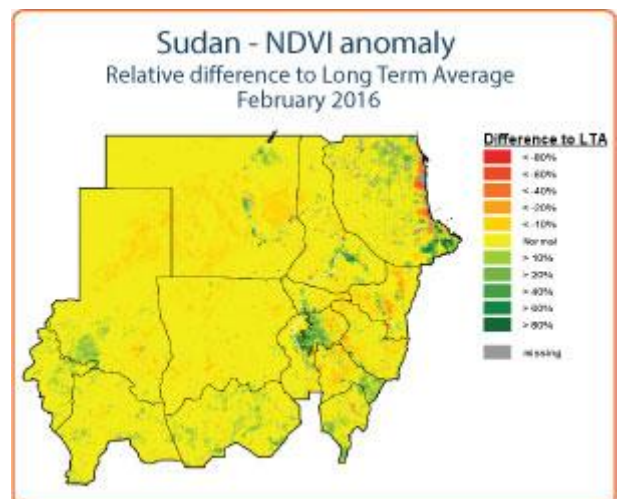 Sudan - NDVI anomaly
Relative difference to Long Term Average
February 2016
Difference to LTA
< -80%
< -60%
< -40%
< -20%
< -10%
Normal
> 10%
> 20%
> 40%
> 60%
> 80%
missing